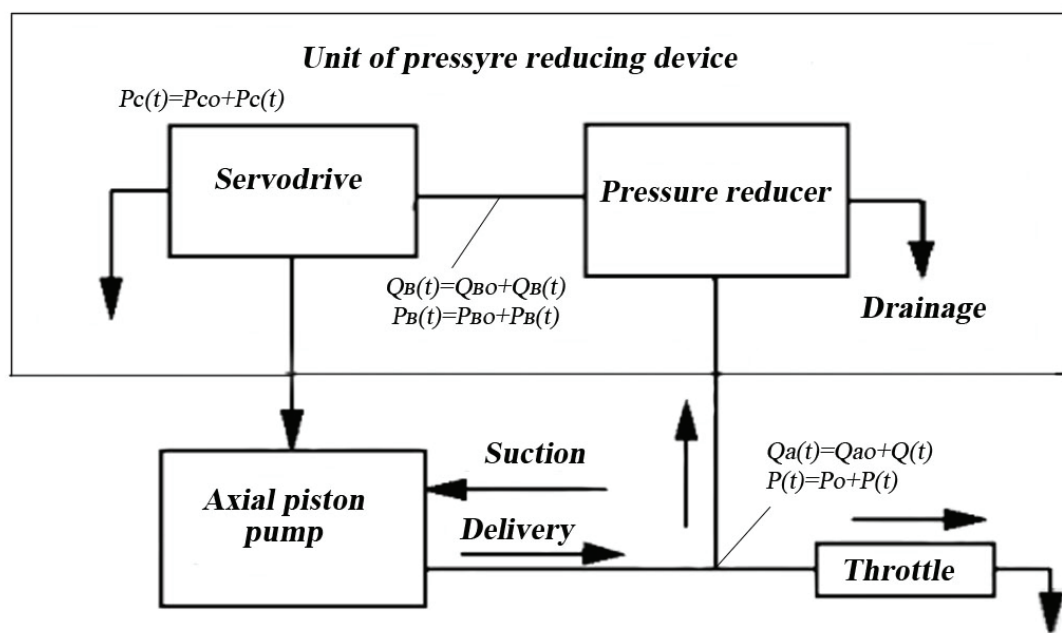 Unit of pressyre reducing device
Pc(t)=Pco+Pc(t)
Servodrive
Pressure reducer
QB(t)=QBo+QB(t)
PB(t)=PBo+PB(t)
Drainage
Axial piston
pump
Suction
Delivery
Qa(t)=Qao+Q(t)
P(t)=Po+P(t)
Throttle